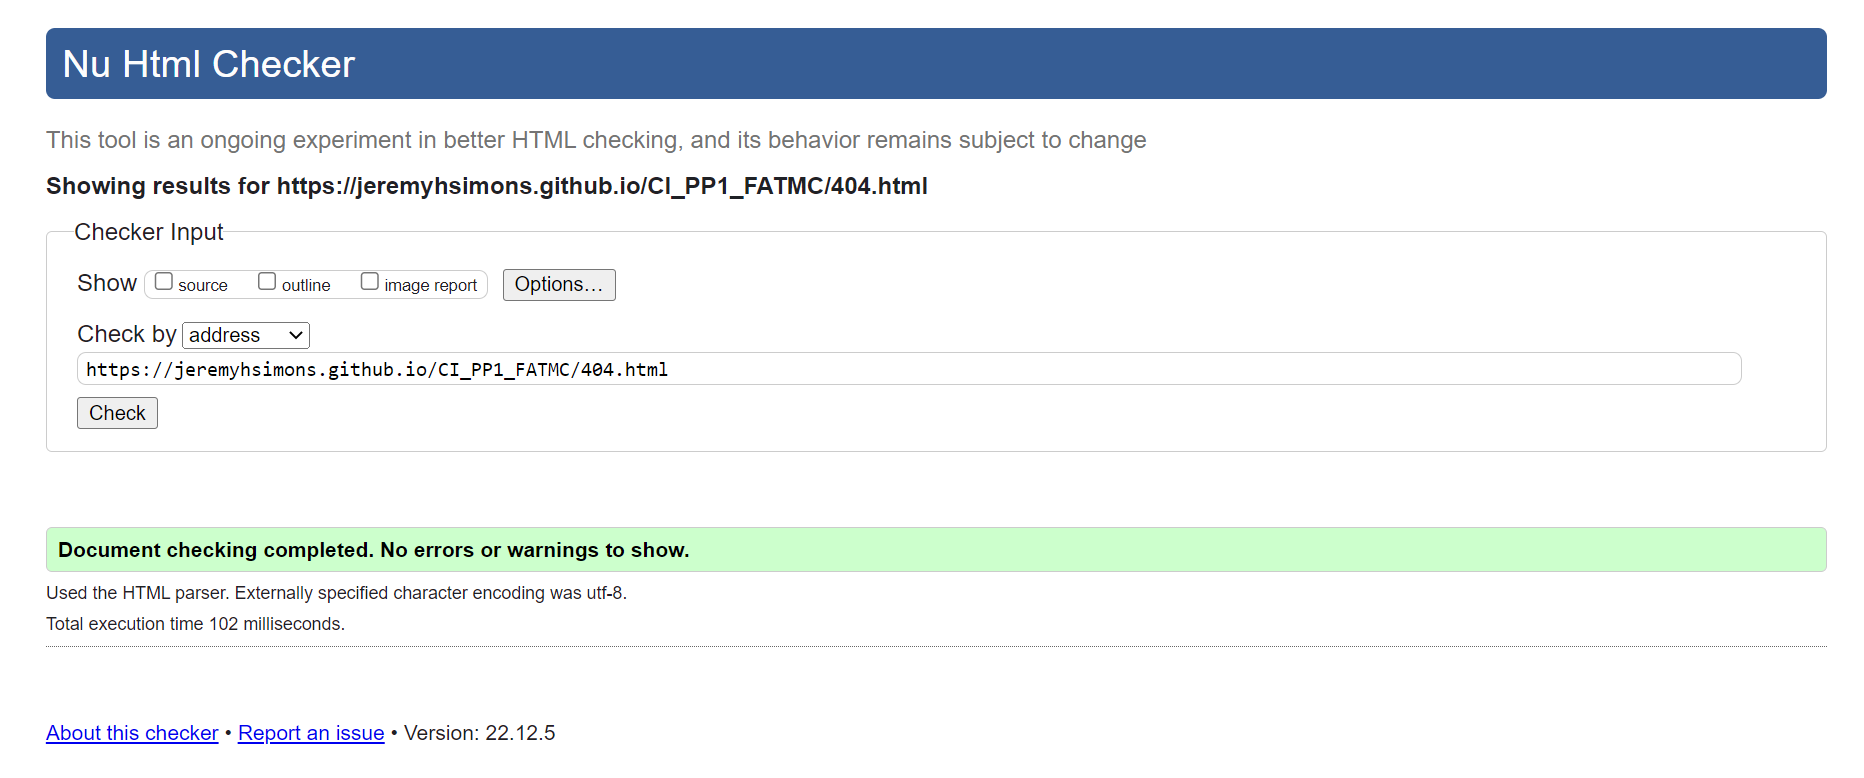 Nu Html Checker
This tool is an ongoing experiment in better HTML checking, and its behavior remains subject to change
Showing results for https://jeremyhsimons.github.io/CI_PP1_FATMC/404.html
Checker Input
Show source outline image report Options...
Check by address
https://jeremyhsimons.github.io/CI_PP1_FATMC/404.html
Check
Document checking completed. No errors or warnings to show.
Used the HTML parser. Externally specified character encoding was utf-8.
Total execution time 102 milliseconds.
About this checker • Report an issue • Version: 22.12.5